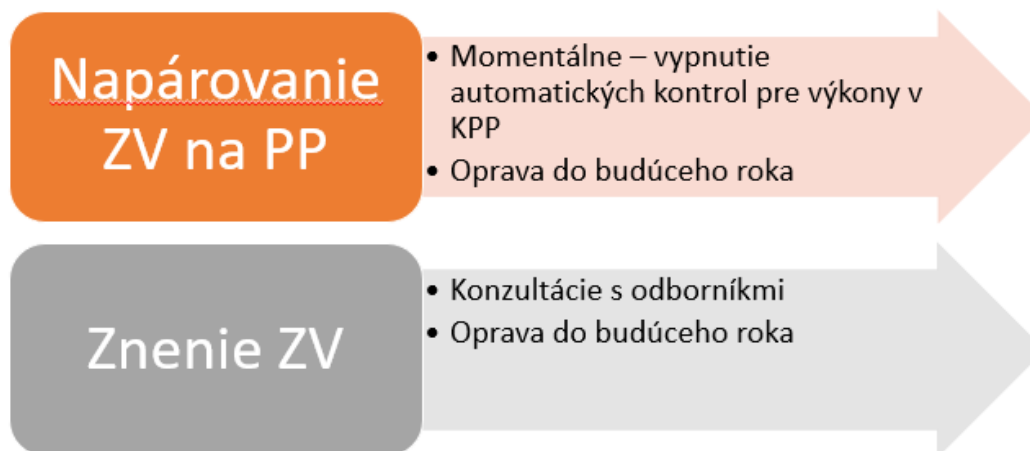 Napárovanie
ZV na PP
• Momentálne – vypnutie
automatických kontrol pre výkony v
KPP
• Oprava do budúceho roka
Znenie ZV
• Konzultácie s odborníkmi
• Oprava do budúceho roka